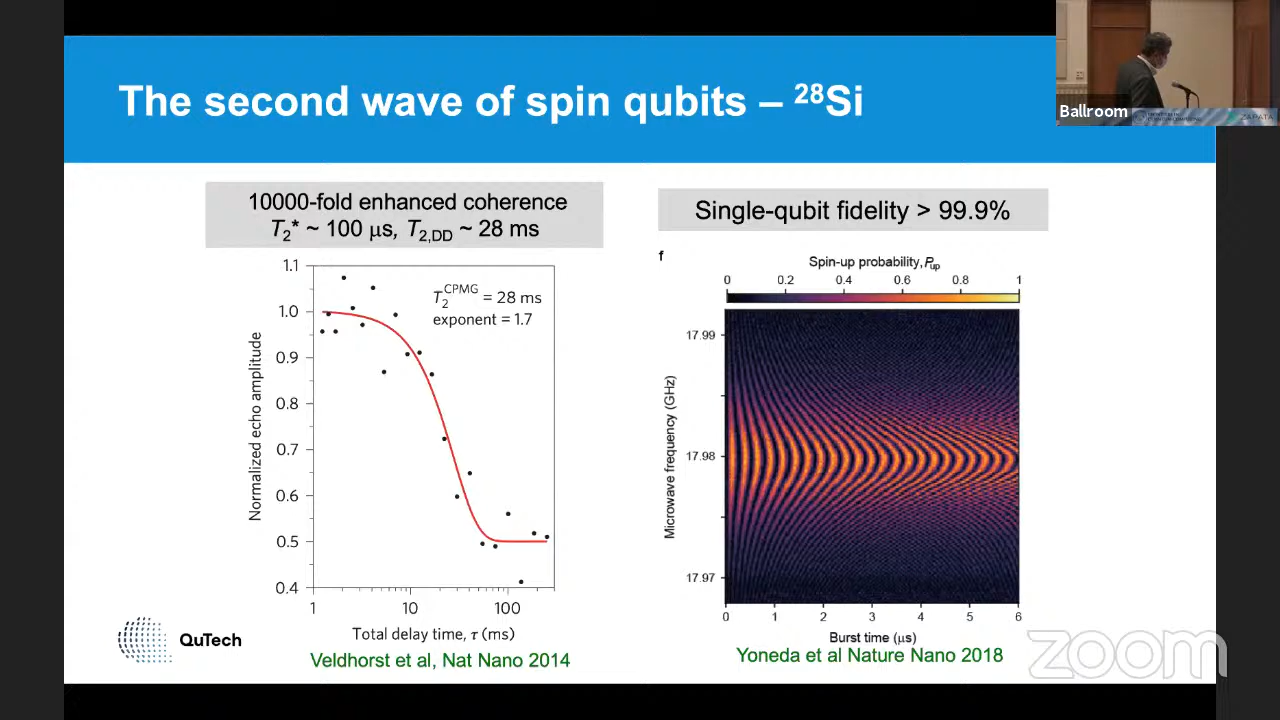 The second wave of spin qubits – ²⁸Si
Ballroom
ZAPATA
10000-fold enhanced coherence
T₂* ~ 100 μs, T₂,DD ~ 28 ms
Single-qubit fidelity > 99.9%
1.1
1.0
0.9
0.8
0.7
0.6
0.5
0.4
Normalized echo amplitude
T₂^CPMG = 28 ms
exponent = 1.7
1 10 100
Total delay time, τ (ms)
Veldhorst et al, Nat Nano 2014
f
Spin-up probability, P_up
0 0.2 0.4 0.6 0.8 1
17.99
17.98
17.97
Microwave frequency (GHz)
0 1 2 3 4 5 6
Burst time (μs)
Yoneda et al Nature Nano 2018
QuTech
zoom